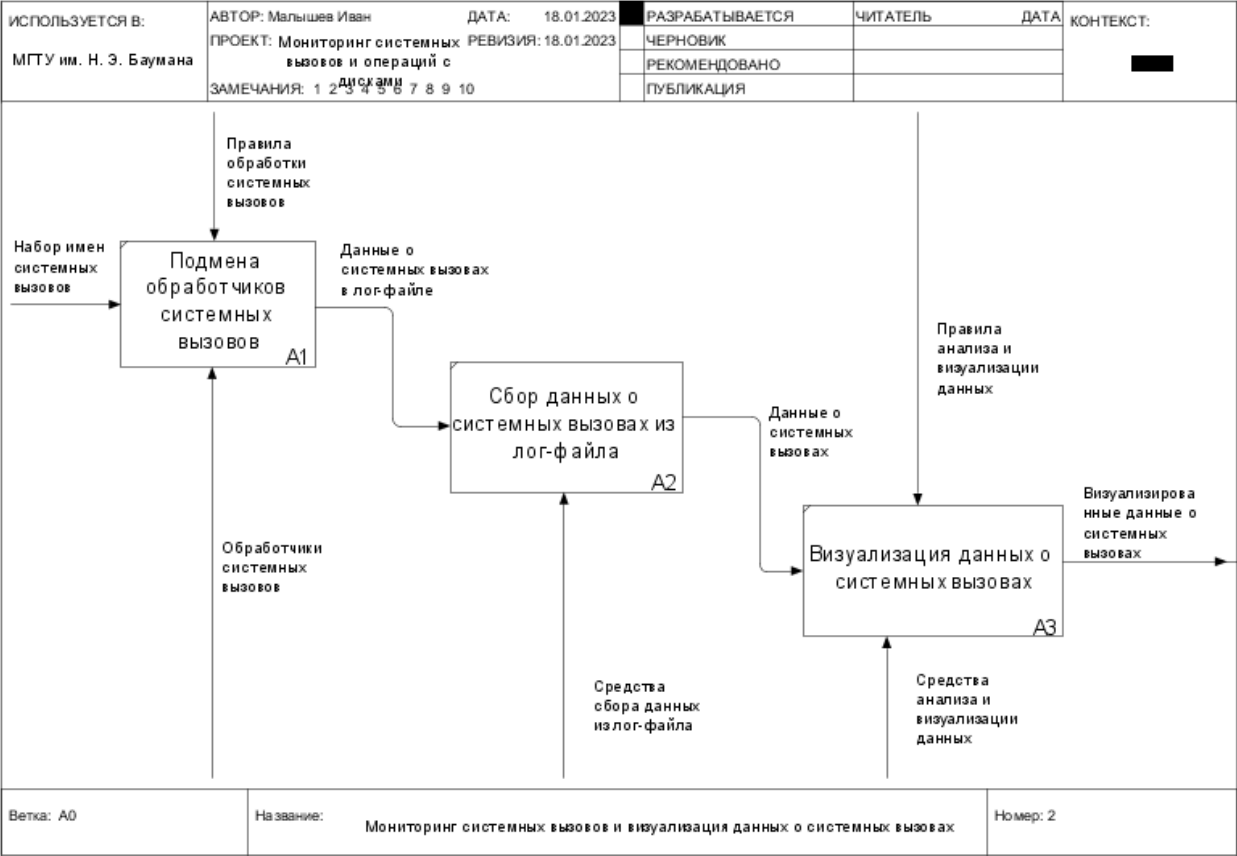 ИСПОЛЬЗУЕТСЯ В:
МГТУ им. Н. Э. Баумана
АВТОР: Малышев Иван
ДАТА: 18.01.2023
ПРОЕКТ: Мониторинг системных
вызовов и операций с
дисками
РЕВИЗИЯ: 18.01.2023
ЗАМЕЧАНИЯ: 1 2 3 4 5 6 7 8 9 10
РАЗРАБАТЫВАЕТСЯ
ЧЕРНОВИК
РЕКОМЕНДОВАНО
ПУБЛИКАЦИЯ
ЧИТАТЕЛЬ
ДАТА
КОНТЕКСТ:
Правила
обработки
системных
вызовов
Набор имен
системных
вызовов
Подмена
обработчиков
системных
вызовов
A1
Данные о
системных вызовах
в лог-файле
Обработчики
системных
вызовов
Сбор данных о
системных вызовах из
лог-файла
A2
Данные о
системных
вызовах
Средства
сбора данных
из лог-файла
Правила
анализа и
визуализации
данных
Визуализация данных о
системных вызовах
A3
Визуализирова
нные данные о
системных
вызовах
Средства
анализа и
визуализации
данных
Ветка: A0
Название:
Мониторинг системных вызовов и визуализация данных о системных вызовах
Номер: 2